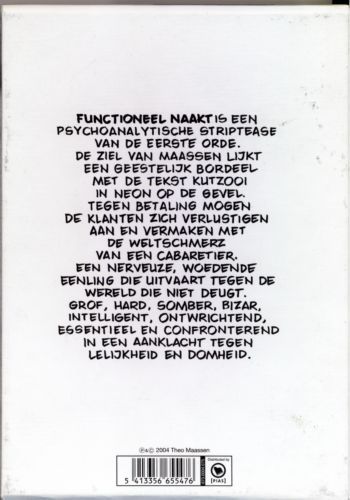 FUNCTIONEEL NAAKT IS EEN
PSYCHOANALYTISCHE STRIPTEASE
VAN DE EERSTE ORDE.
DE ZIEL VAN MAASSEN LIJKT
EEN GEESTELIJK BORDEEL
MET DE TEKST KUTZOOI
IN NEON OP DE GEVEL.
TEGEN BETALING MOGEN
DE KLANTEN ZICH VERLUSTIGEN
AAN EN VERMAKEN MET
DE WELTSCHMERZ
VAN EEN CABARETIER.
EEN NERVEUZE, WOEDENDE
EENLING DIE UITVAART TEGEN DE
WERELD DIE NIET DEUGT.
GROF, HARD, SOMBER, BIZAR,
INTELLIGENT, ONTWRICHTEND,
ESSENTIEEL EN CONFRONTEREND
IN EEN AANKLACHT TEGEN
LELIJKHEID EN DOMHEID.
℗&© 2004 Theo Maassen
5 413356 655476
Distributed by
[PIAS]